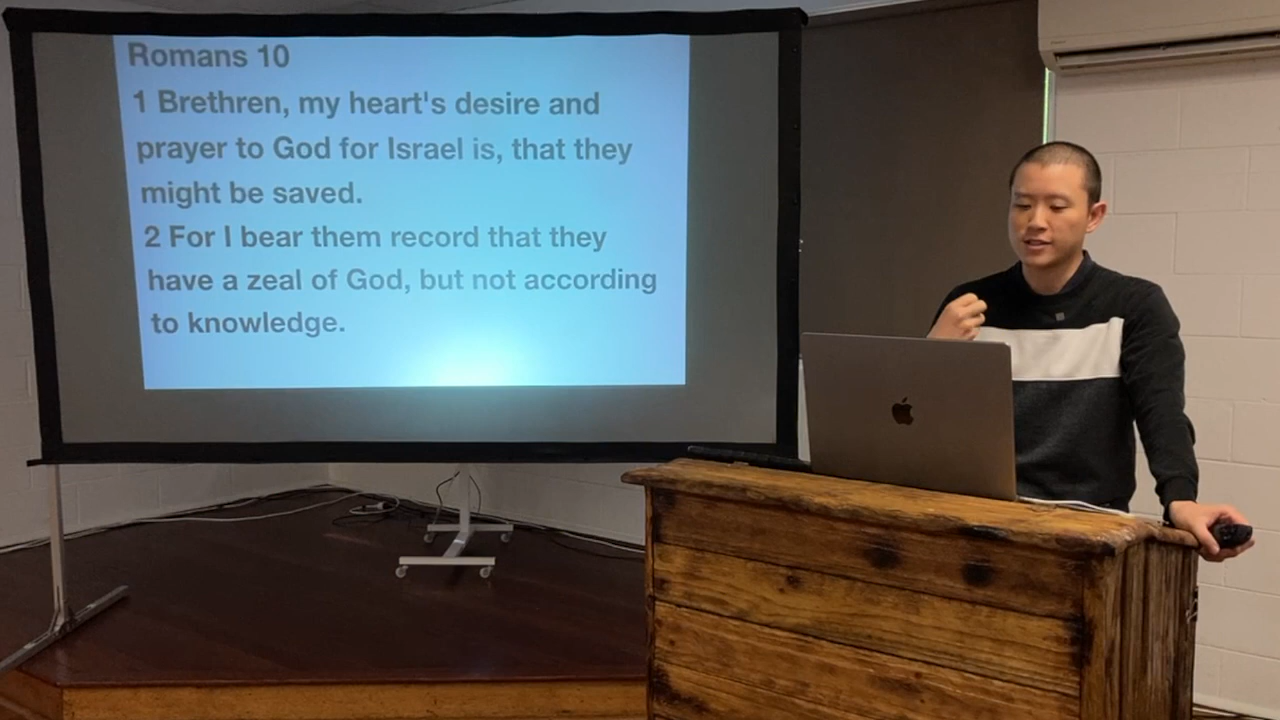 Romans 10
1 Brethren, my heart's desire and
prayer to God for Israel is, that they
might be saved.
2 For I bear them record that they
have a zeal of God, but not according
to knowledge.